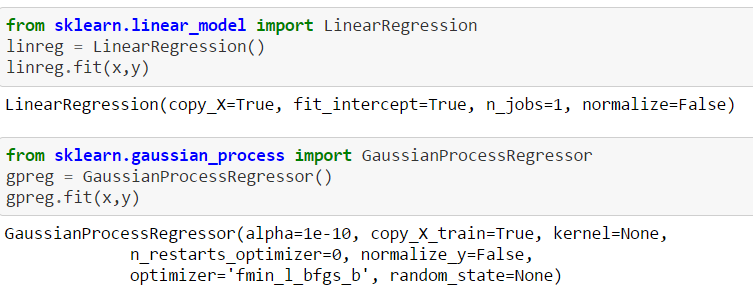 from sklearn.linear_model import LinearRegression
linreg = LinearRegression()
linreg.fit(x,y)
LinearRegression(copy_X=True, fit_intercept=True, n_jobs=1, normalize=False)
from sklearn.gaussian_process import GaussianProcessRegressor
gpreg = GaussianProcessRegressor()
gpreg.fit(x,y)
GaussianProcessRegressor(alpha=1e-10, copy_X_train=True, kernel=None,
n_restarts_optimizer=0, normalize_y=False,
optimizer='fmin_l_bfgs_b', random_state=None)